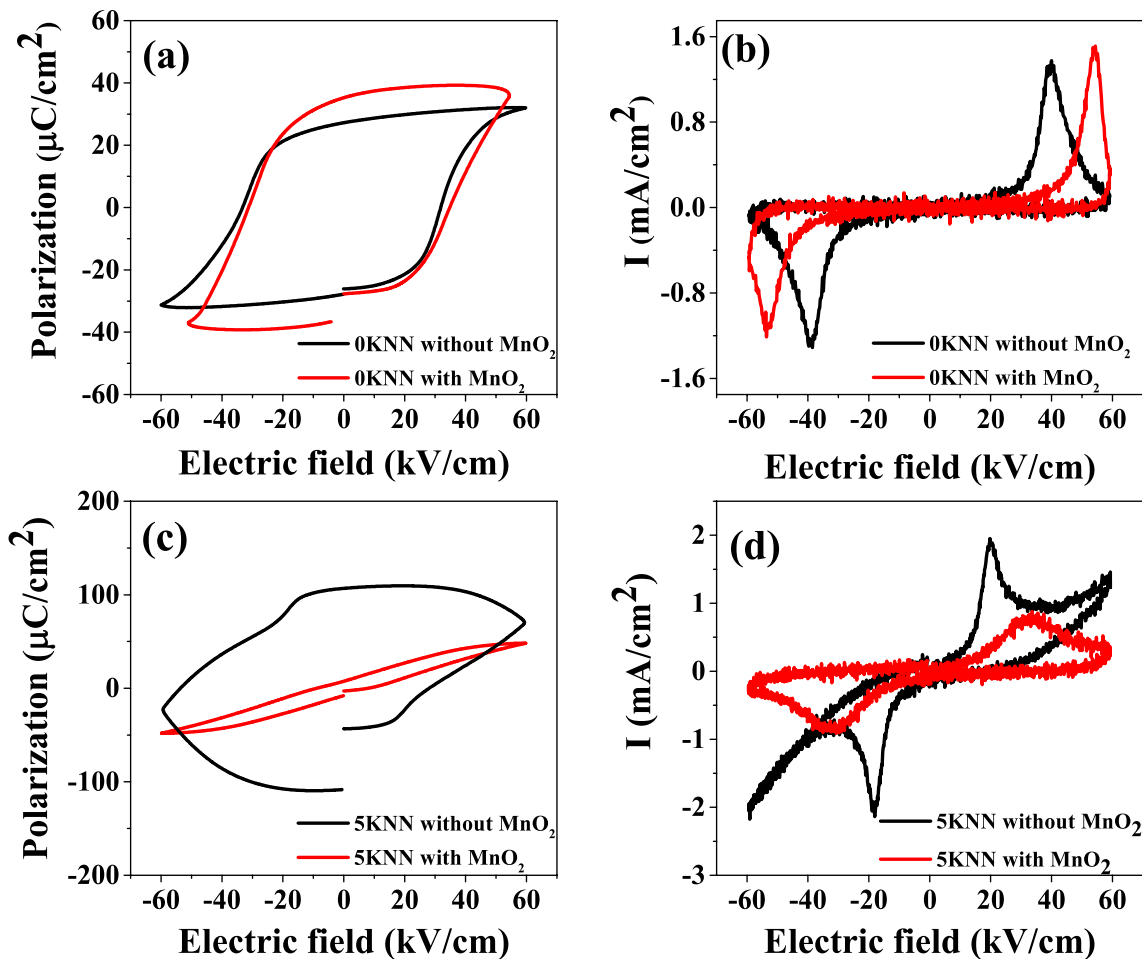 (a)
Polarization (μC/cm²)
60
40
20
0
-20
-40
-60
0KNN without MnO₂
0KNN with MnO₂
-60 -40 -20 0 20 40 60
Electric field (kV/cm)
(b)
I (mA/cm²)
1.6
0.8
0.0
-0.8
-1.6
0KNN without MnO₂
0KNN with MnO₂
-60 -40 -20 0 20 40 60
Electric field (kV/cm)
(c)
Polarization (μC/cm²)
200
100
0
-100
-200
5KNN without MnO₂
5KNN with MnO₂
-60 -40 -20 0 20 40 60
Electric field (kV/cm)
(d)
I (mA/cm²)
2
1
0
-1
-2
-3
5KNN without MnO₂
5KNN with MnO₂
-60 -40 -20 0 20 40 60
Electric field (kV/cm)